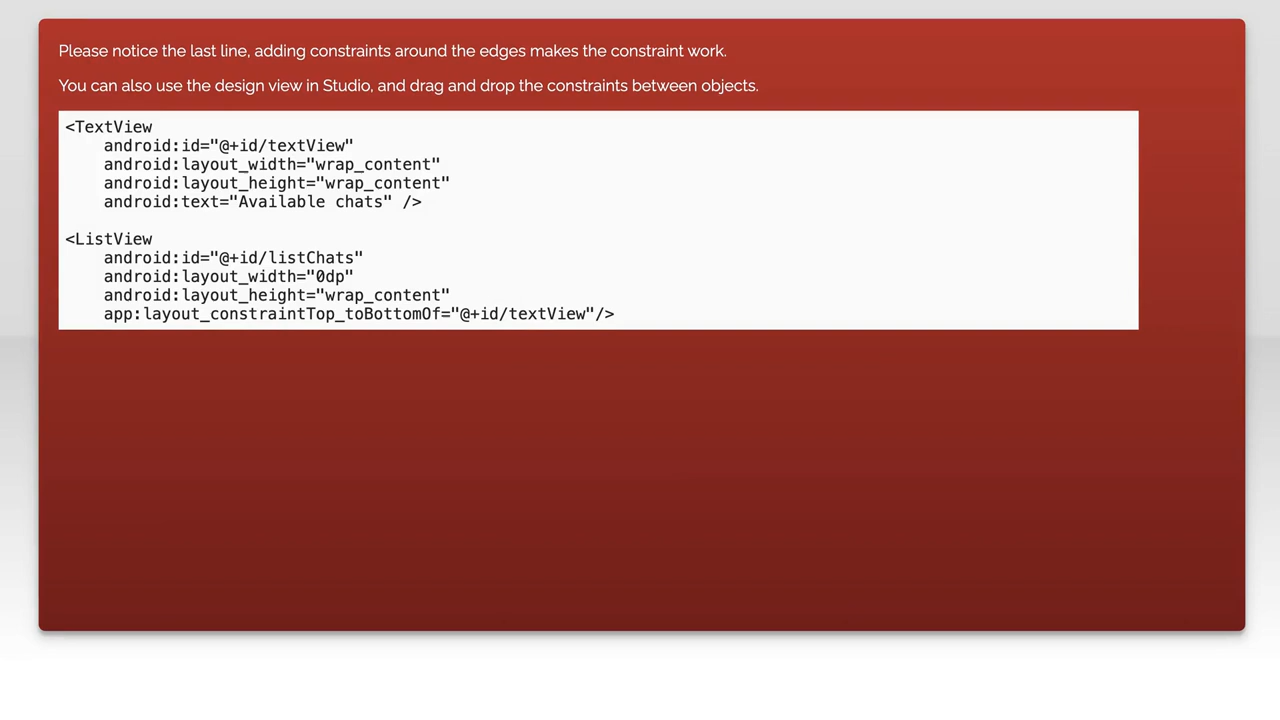 Please notice the last line, adding constraints around the edges makes the constraint work.
You can also use the design view in Studio, and drag and drop the constraints between objects.
<TextView
    android:id="@+id/textView"
    android:layout_width="wrap_content"
    android:layout_height="wrap_content"
    android:text="Available chats" />

<ListView
    android:id="@+id/listChats"
    android:layout_width="0dp"
    android:layout_height="wrap_content"
    app:layout_constraintTop_toBottomOf="@+id/textView"/>